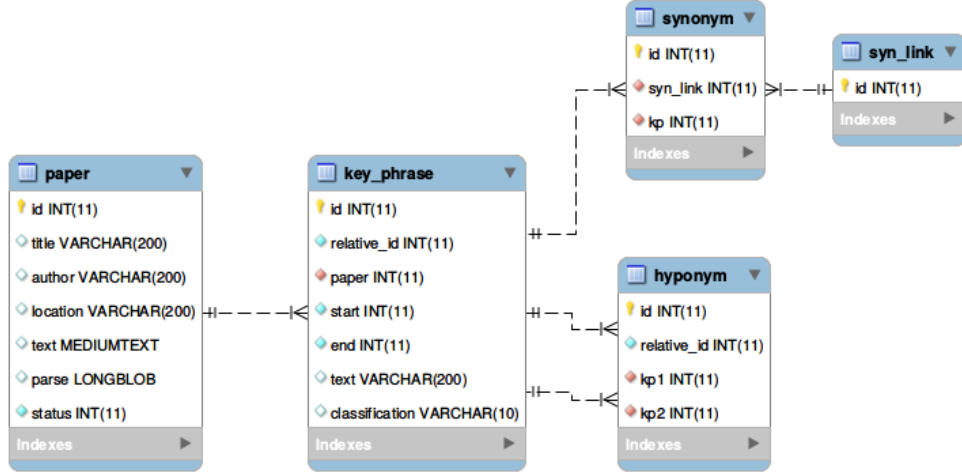 paper
id INT(11)
title VARCHAR(200)
author VARCHAR(200)
location VARCHAR(200)
text MEDIUMTEXT
parse LONGBLOB
status INT(11)
Indexes
key_phrase
id INT(11)
relative_id INT(11)
paper INT(11)
start INT(11)
end INT(11)
text VARCHAR(200)
classification VARCHAR(10)
Indexes
synonym
id INT(11)
syn_link INT(11)
kp INT(11)
Indexes
syn_link
id INT(11)
Indexes
hyponym
id INT(11)
relative_id INT(11)
kp1 INT(11)
kp2 INT(11)
Indexes